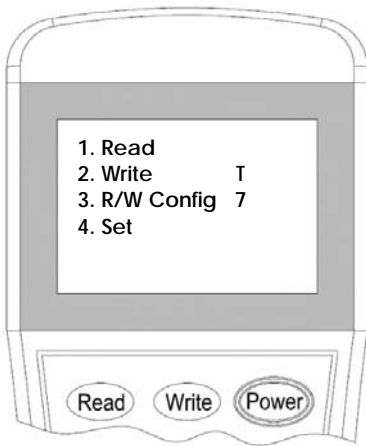 1. Read
2. Write T
3. R/W Config 7
4. Set
Read Write Power